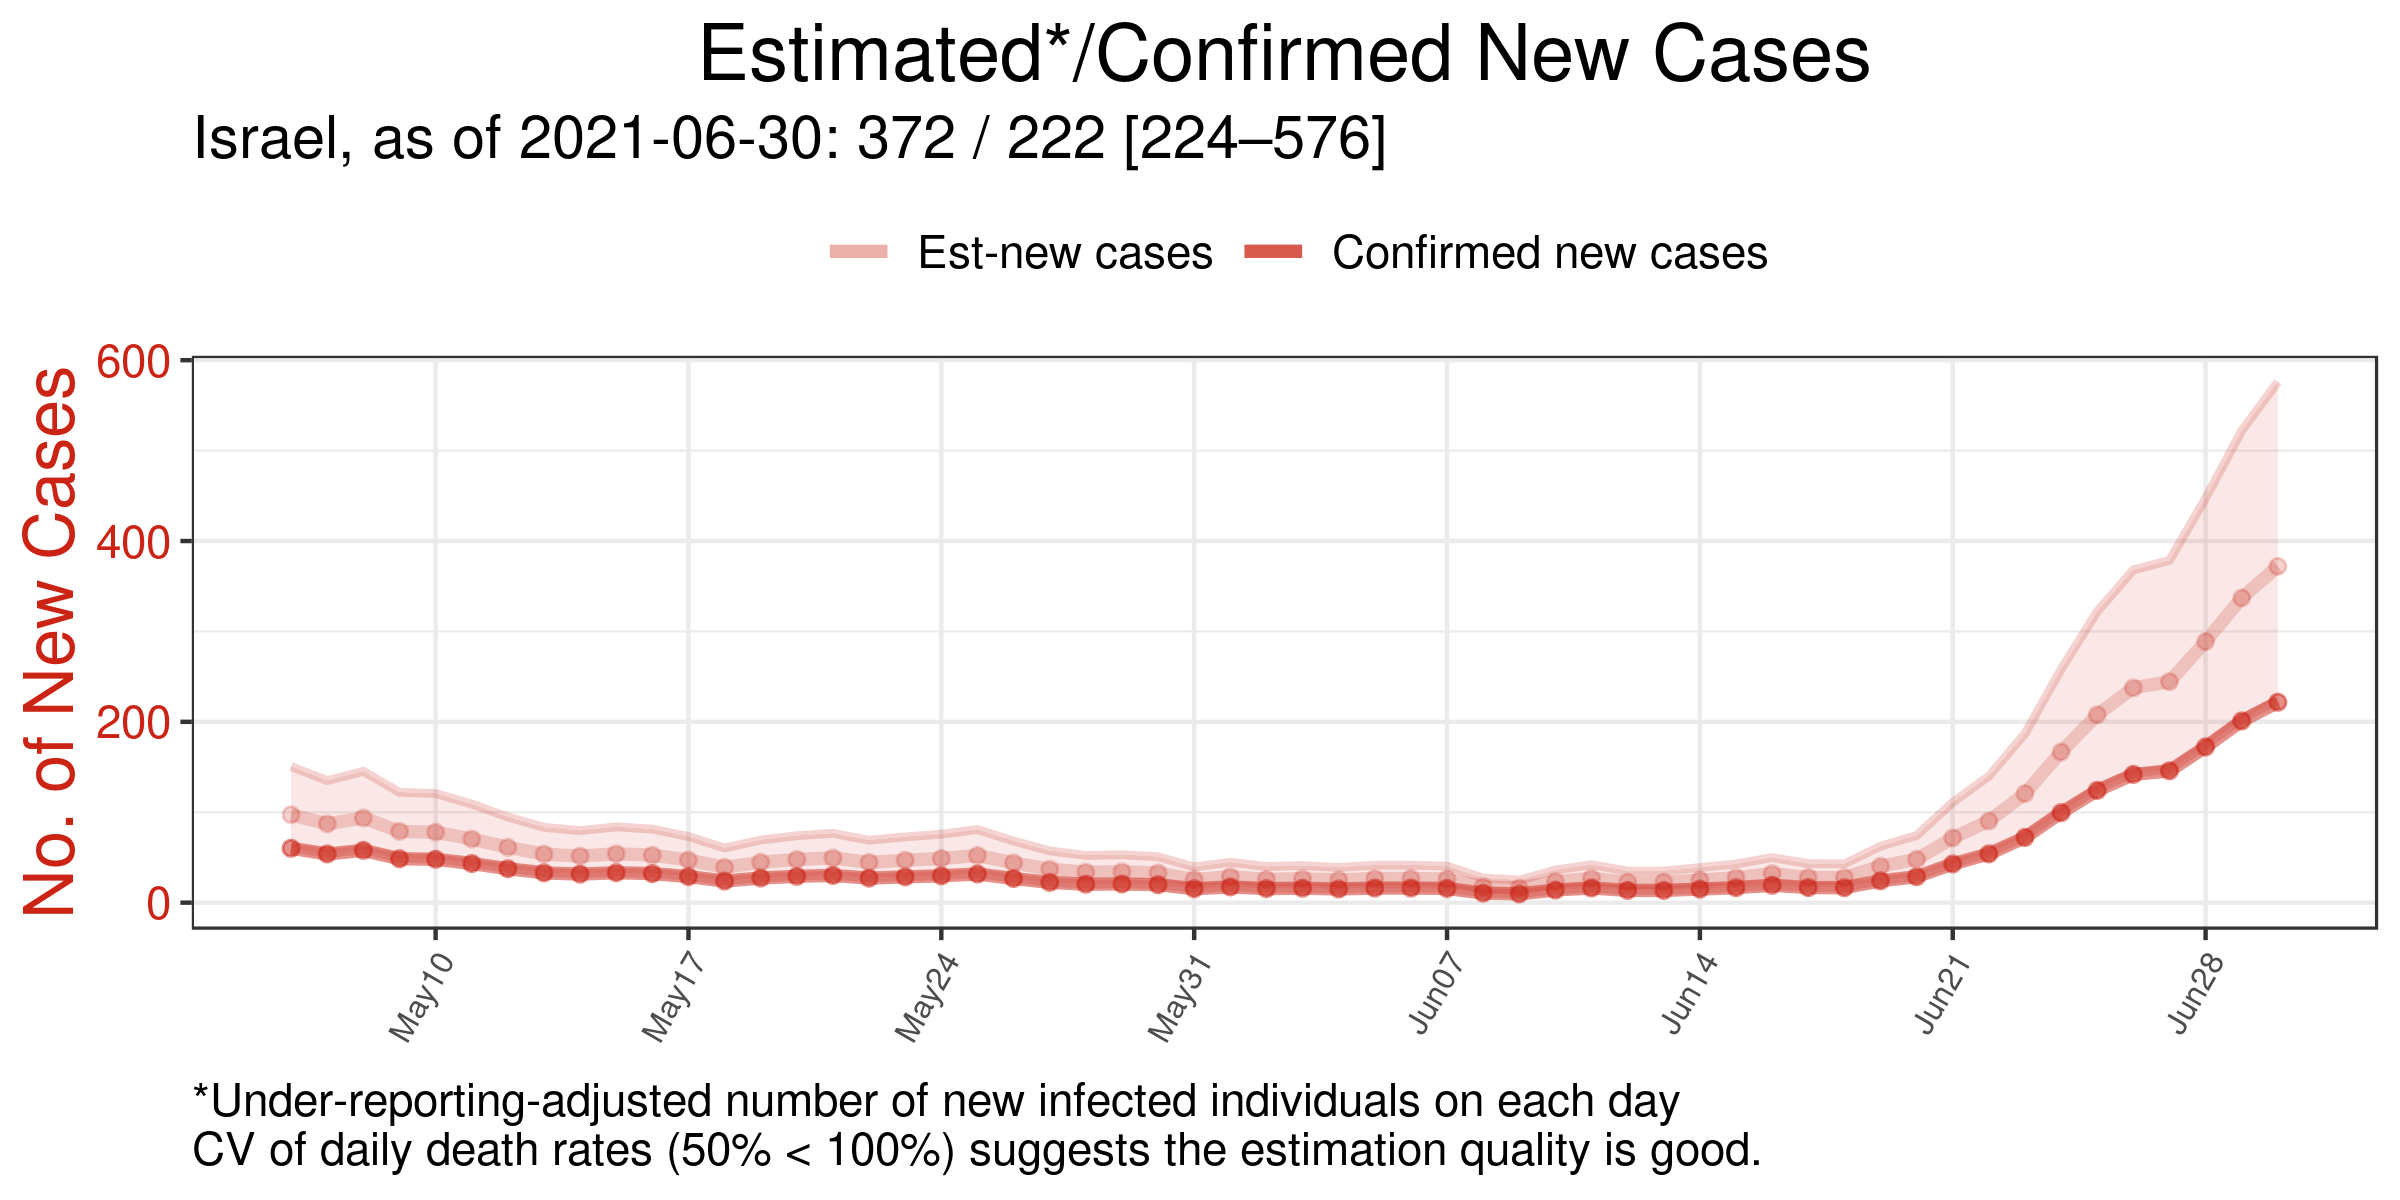 Estimated*/Confirmed New Cases
Israel, as of 2021-06-30: 372 / 222 [224–576]
Est-new cases
Confirmed new cases
No. of New Cases
600
400
200
0
May10
May17
May24
May31
Jun07
Jun14
Jun21
Jun28
*Under-reporting-adjusted number of new infected individuals on each day
CV of daily death rates (50% < 100%) suggests the estimation quality is good.